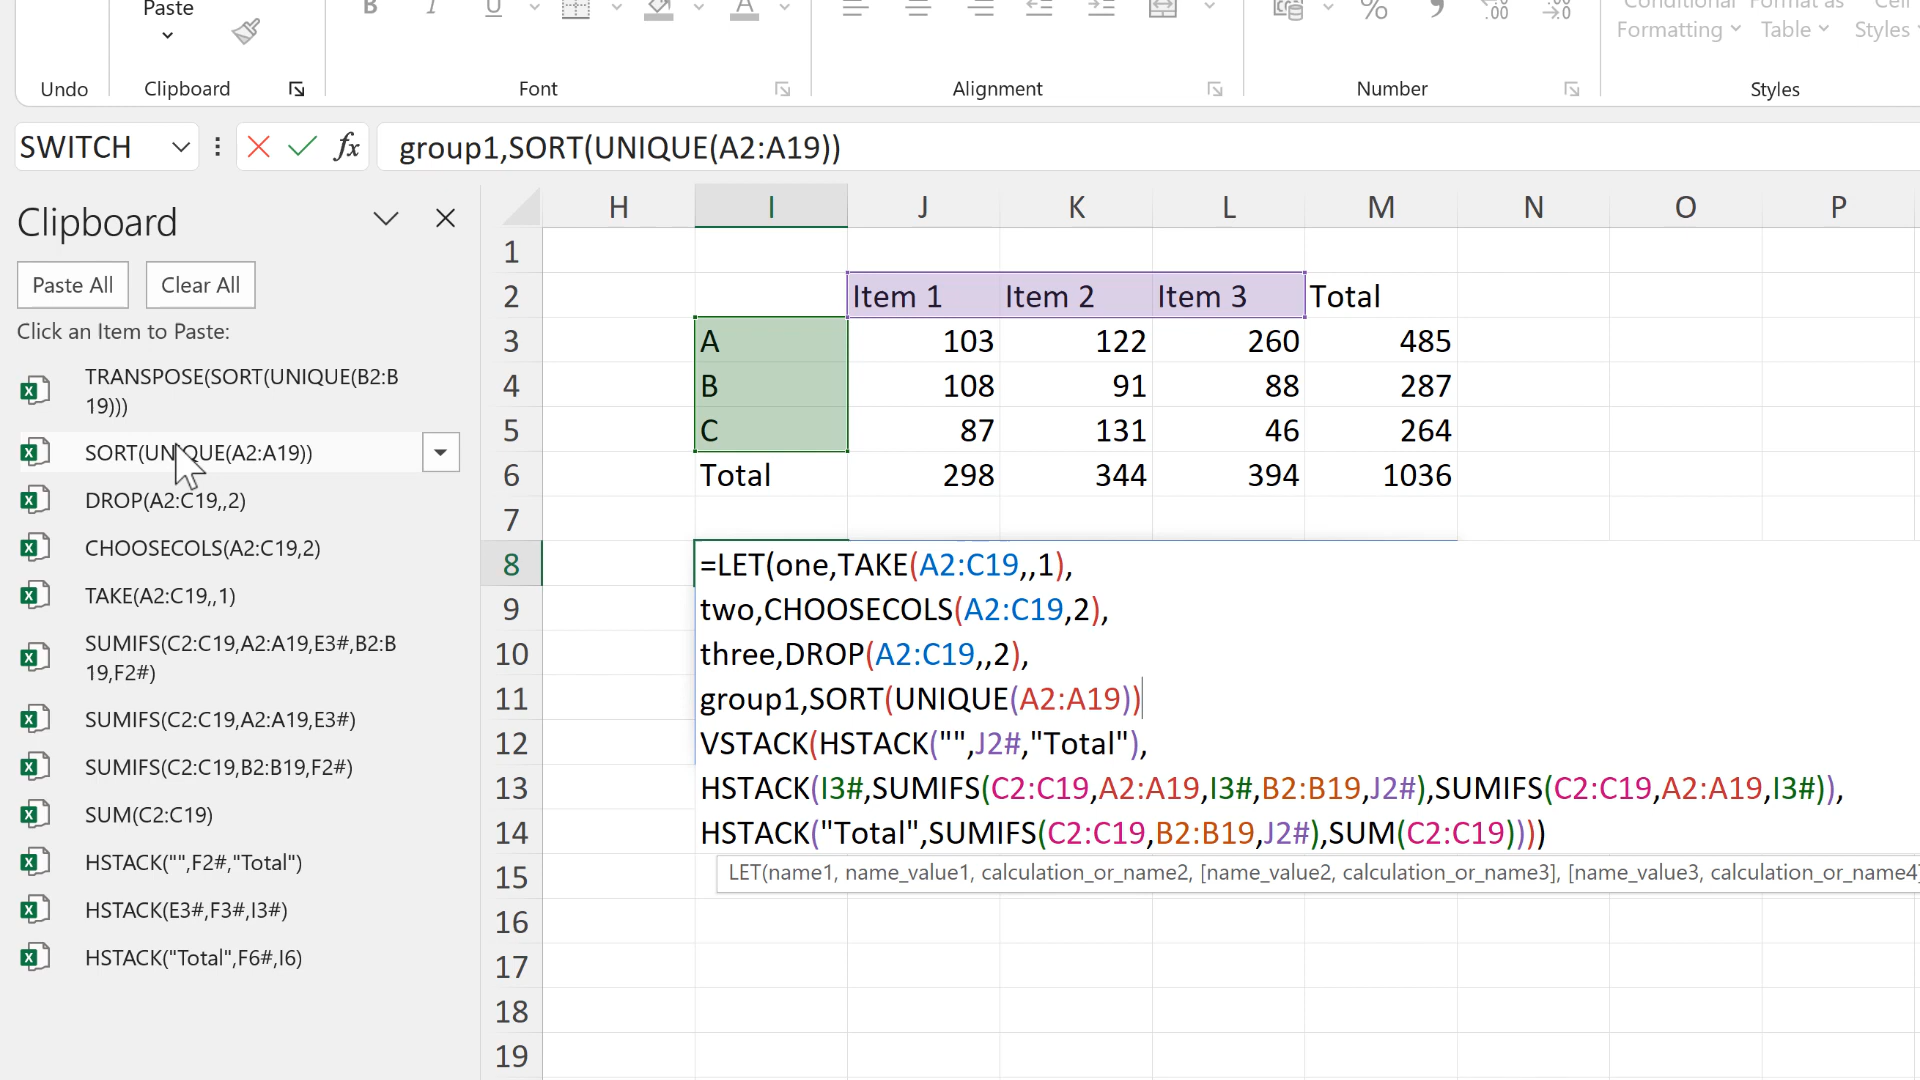 Paste
B I U A
% 9 .00 .00
Conditional Format as Cell
Formatting Table Styles
Undo Clipboard Font Alignment Number Styles
SWITCH fx group1,SORT(UNIQUE(A2:A19))
Clipboard
Paste All Clear All
Click an Item to Paste:
TRANSPOSE(SORT(UNIQUE(B2:B
19)))
SORT(UNIQUE(A2:A19))
DROP(A2:C19,,2)
CHOOSECOLS(A2:C19,2)
TAKE(A2:C19,,1)
SUMIFS(C2:C19,A2:A19,E3#,B2:B
19,F2#)
SUMIFS(C2:C19,A2:A19,E3#)
SUMIFS(C2:C19,B2:B19,F2#)
SUM(C2:C19)
HSTACK("",F2#,"Total")
HSTACK(E3#,F3#,I3#)
HSTACK("Total",F6#,I6)
H I J K L M N O P
1
2 Item 1 Item 2 Item 3 Total
3 A 103 122 260 485
4 B 108 91 88 287
5 C 87 131 46 264
6 Total 298 344 394 1036
7
8 =LET(one,TAKE(A2:C19,,1),
9 two,CHOOSECOLS(A2:C19,2),
10 three,DROP(A2:C19,,2),
11 group1,SORT(UNIQUE(A2:A19))
12 VSTACK(HSTACK("",J2#,"Total"),
13 HSTACK(I3#,SUMIFS(C2:C19,A2:A19,I3#,B2:B19,J2#),SUMIFS(C2:C19,A2:A19,I3#)),
14 HSTACK("Total",SUMIFS(C2:C19,B2:B19,J2#),SUM(C2:C19))))
15 LET(name1, name_value1, calculation_or_name2, [name_value2, calculation_or_name3], [name_value3, calculation_or_name4]
16
17
18
19